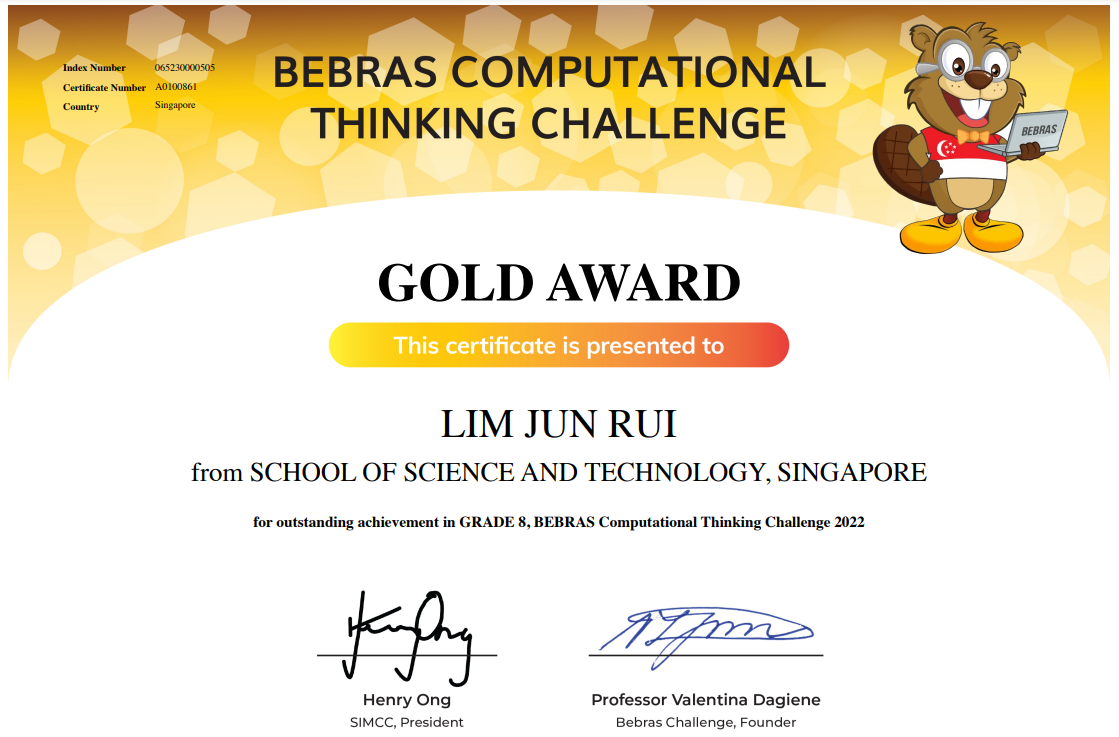 Index Number 065230000505
Certificate Number A0100861
Country Singapore
BEBRAS COMPUTATIONAL
THINKING CHALLENGE
BEBRAS
GOLD AWARD
This certificate is presented to
LIM JUN RUI
from SCHOOL OF SCIENCE AND TECHNOLOGY, SINGAPORE
for outstanding achievement in GRADE 8, BEBRAS Computational Thinking Challenge 2022
Henry Ong
Henry Ong
SIMCC, President
Professor Valentina Dagiene
Bebras Challenge, Founder